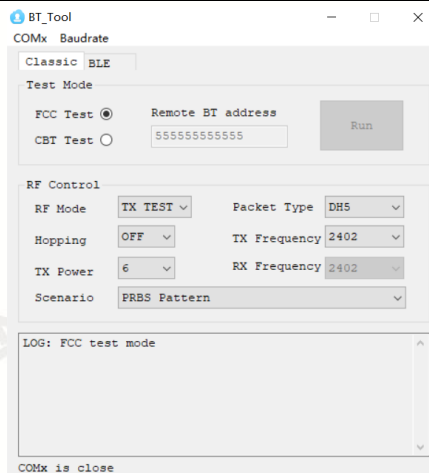 BT_Tool
COMx Baudrate
Classic BLE
Test Mode
FCC Test Remote BT address
Run
CBT Test 555555555555
RF Control
RF Mode TX TEST Packet Type DH5
Hopping OFF TX Frequency 2402
TX Power 6 RX Frequency 2402
Scenario PRBS Pattern
LOG: FCC test mode
COMx is close